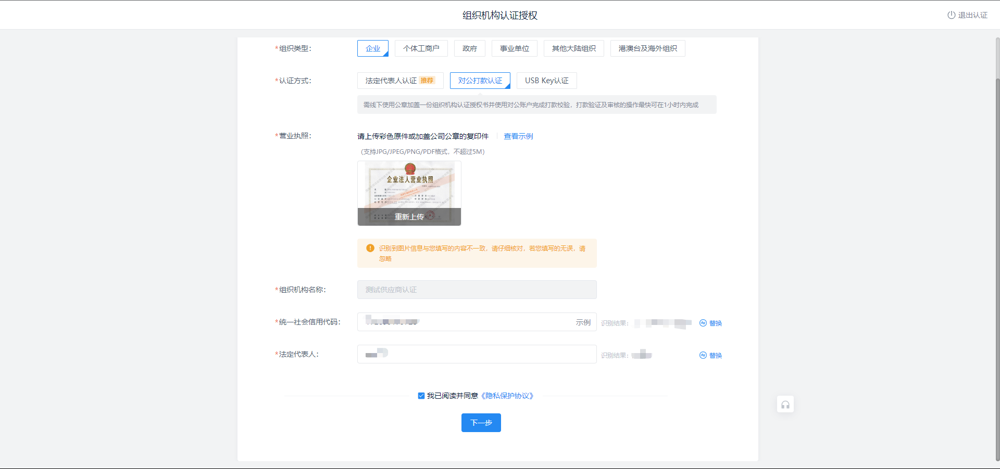 组织机构认证授权
退出认证
*组织类型：
企业 个体工商户 政府 事业单位 其他大陆组织 港澳台及海外组织
*认证方式：
法定代表人认证 推荐 对公打款认证 USB Key认证
需线下使用公章加盖一份组织机构认证授权书并使用对公账户完成打款校验，打款验证及审核的操作最快可在1小时内完成
*营业执照：
请上传彩色原件或加盖公司公章的复印件 查看示例
（支持JPG/JPEG/PNG/PDF格式，不超过5M）
企业法人营业执照
重新上传
识别到图片信息与您填写的内容不一致，请仔细核对，若您填写的无误，请
忽略
*组织机构名称：
测试供应商认证
*统一社会信用代码：
示例 识别结果： 替换
*法定代表人：
识别结果： 替换
我已阅读并同意《隐私保护协议》
下一步